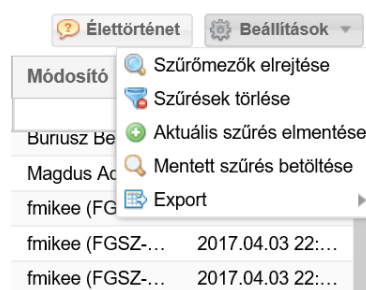 Élettörténet
Beállítások
Módosító
Szűrőmezők elrejtése
Szűrések törlése
Aktuális szűrés elmentése
Mentett szűrés betöltése
Export
Buriusz Be
Magdus Ad
fmikee (FG
fmikee (FGSZ-… 2017.04.03 22:…
fmikee (FGSZ-… 2017.04.03 22:…